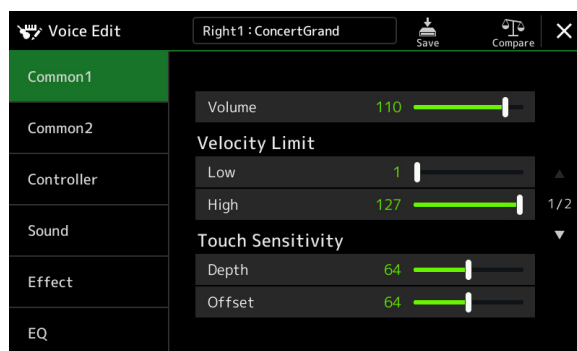 Voice Edit
Right1 : ConcertGrand
Save
Compare
Common1
Common2
Controller
Sound
Effect
EQ
Volume 110
Velocity Limit
Low 1
High 127
1/2
Touch Sensitivity
Depth 64
Offset 64